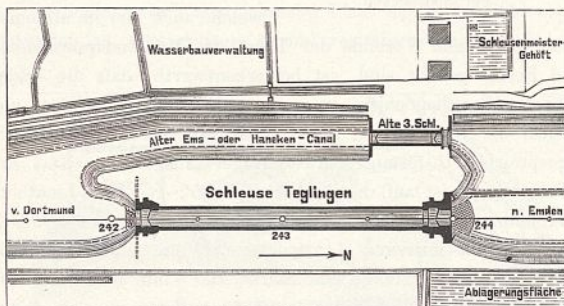 Wasserbauverwaltung
Schleusenmeister-
Gehöft
Alte 3. Schl.
Alter Ems- oder Haneken-Canal
Schleuse Teglingen
v. Dortmund
n. Emden
242
243
244
N
Ablagerungsfläche